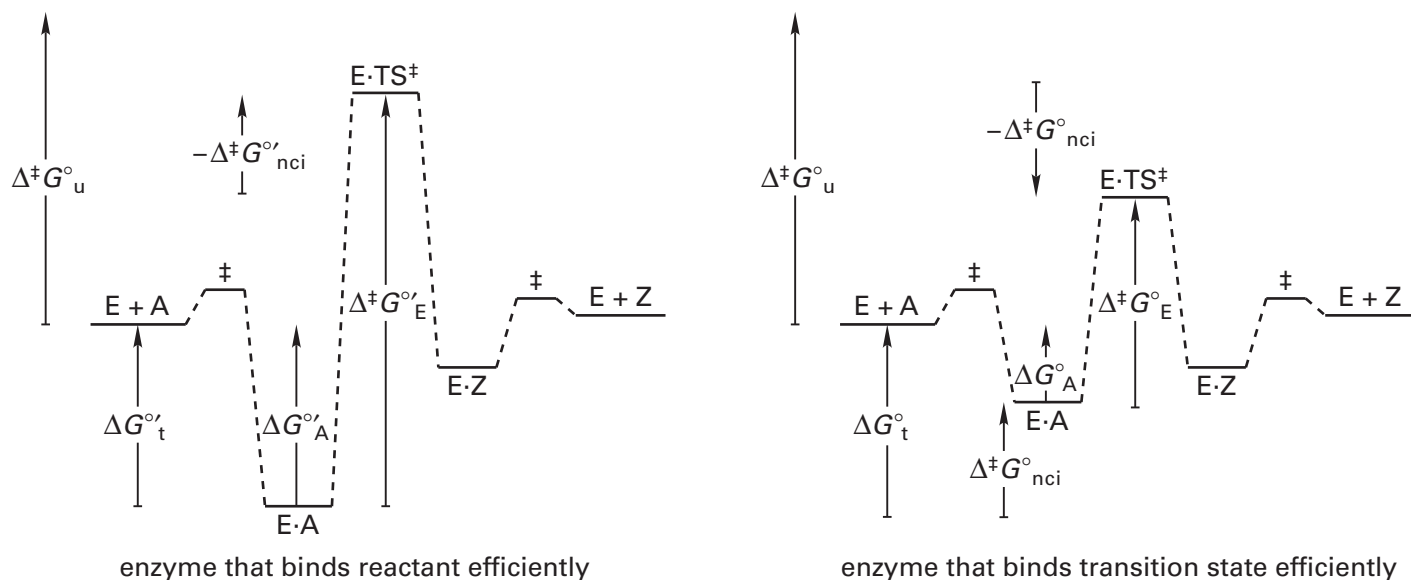 E·TS‡
−Δ‡G°′nci
Δ‡G°u
‡
‡
E + A
E + Z
Δ‡G°′E
E·Z
ΔG°′t
ΔG°′A
E·A
enzyme that binds reactant efficiently
−Δ‡G°nci
Δ‡G°u
E·TS‡
‡
‡
E + A
E + Z
Δ‡G°E
ΔG°A
E·Z
E·A
ΔG°t
Δ‡G°nci
enzyme that binds transition state efficiently